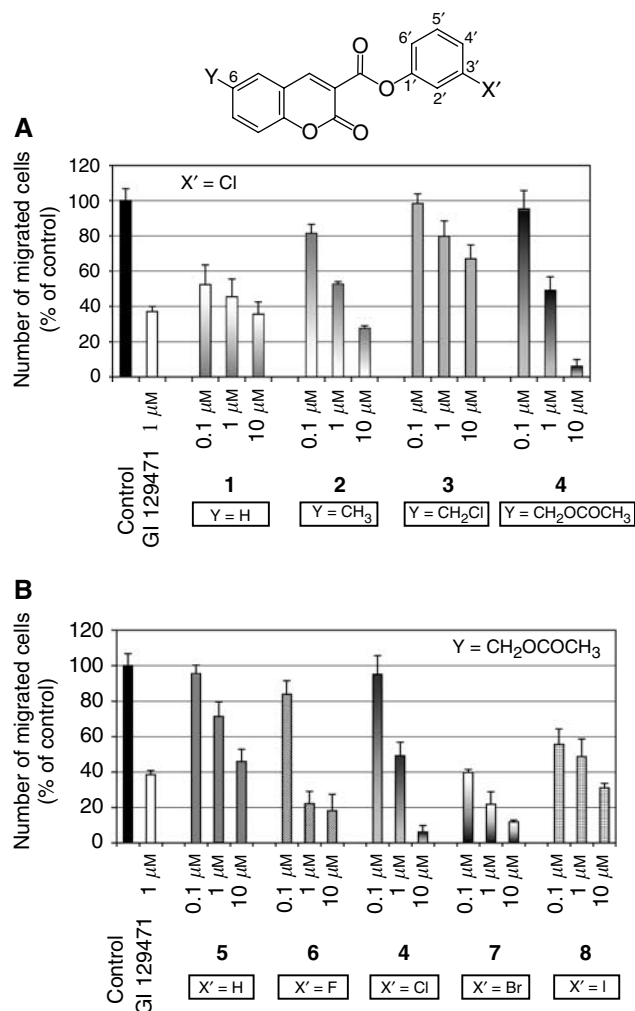 Y
6
O
O
O
O
1′
2′
3′
4′
5′
6′
X′
A
X′ = Cl
Number of migrated cells
(% of control)
120
100
80
60
40
20
0
Control
GI 129471 1 μM
0.1 μM
1 μM
10 μM
0.1 μM
1 μM
10 μM
0.1 μM
1 μM
10 μM
0.1 μM
1 μM
10 μM
1 2 3 4
Y = H Y = CH₃ Y = CH₂Cl Y = CH₂OCOCH₃
B
Y = CH₂OCOCH₃
Number of migrated cells
(% of control)
120
100
80
60
40
20
0
Control
GI 129471 1 μM
0.1 μM
1 μM
10 μM
0.1 μM
1 μM
10 μM
0.1 μM
1 μM
10 μM
0.1 μM
1 μM
10 μM
0.1 μM
1 μM
10 μM
5 6 4 7 8
X′ = H X′ = F X′ = Cl X′ = Br X′ = I